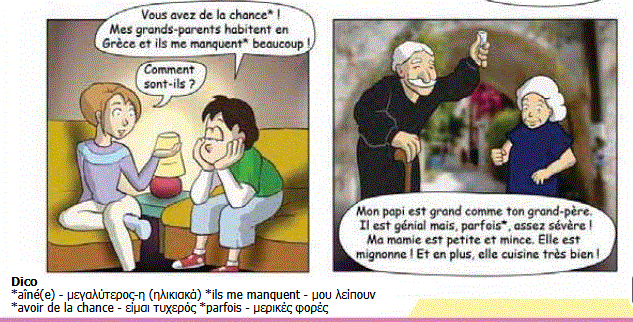 Vous avez de la chance* !
Mes grands-parents habitent en
Grèce et ils me manquent* beaucoup !
Comment
sont-ils ?
Mon papi est grand comme ton grand-père.
Il est génial mais, parfois*, assez sévère !
Ma mamie est petite et mince. Elle est
mignonne ! Et en plus, elle cuisine très bien !
Dico
*aîné(e) - μεγαλύτερος-η (ηλικιακά) *ils me manquent - μου λείπουν
*avoir de la chance - είμαι τυχερός *parfois - μερικές φορές